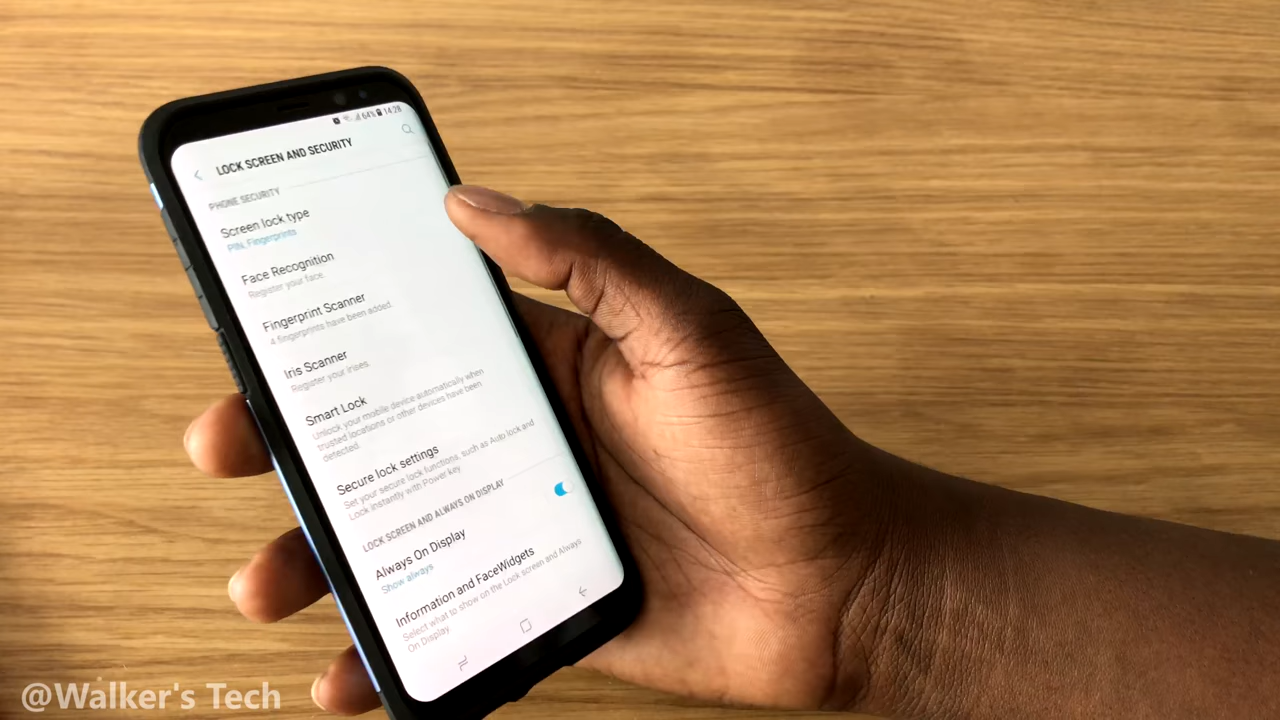 64% 14:28
LOCK SCREEN AND SECURITY
PHONE SECURITY
Screen lock type
PIN, Fingerprints
Face Recognition
Register your face.
Fingerprint Scanner
4 fingerprints have been added.
Iris Scanner
Register your irises.
Smart Lock
Unlock your mobile device automatically when
trusted locations or other devices have been
detected.
Secure lock settings
Set your secure lock functions, such as Auto lock and
Lock instantly with Power key.
LOCK SCREEN AND ALWAYS ON DISPLAY
Always On Display
Show always
Information and FaceWidgets
Select what to show on the Lock screen and Always
On Display
@Walker's Tech